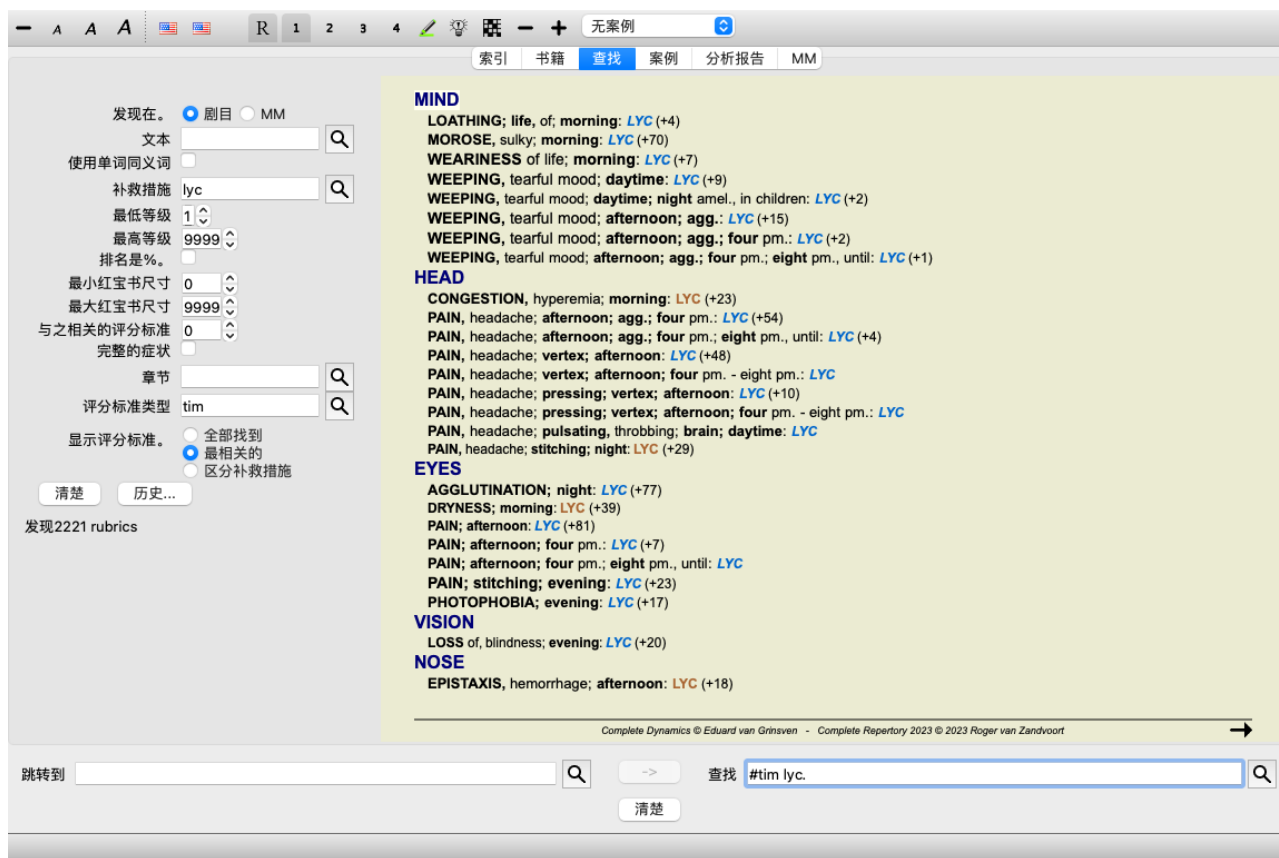 A A A R 1 2 3 4 无案例
索引 书籍 查找 案例 分析报告 MM
发现在。 剧目 MM
文本
使用单词同义词
补救措施 lyc
最低等级 1
最高等级 9999
排名是%。
最小红宝书尺寸 0
最大红宝书尺寸 9999
与之相关的评分标准 0
完整的症状
章节
评分标准类型 tim
显示评分标准。 全部找到
最相关的
区分补救措施
清楚 历史...
发现2221 rubrics
MIND
LOATHING; life, of; morning: LYC (+4)
MOROSE, sulky; morning: LYC (+70)
WEARINESS of life; morning: LYC (+7)
WEEPING, tearful mood; daytime: LYC (+9)
WEEPING, tearful mood; daytime; night amel., in children: LYC (+2)
WEEPING, tearful mood; afternoon; agg.: LYC (+15)
WEEPING, tearful mood; afternoon; agg.; four pm.: LYC (+2)
WEEPING, tearful mood; afternoon; agg.; four pm.; eight pm., until: LYC (+1)
HEAD
CONGESTION, hyperemia; morning: LYC (+23)
PAIN, headache; afternoon; agg.; four pm.: LYC (+54)
PAIN, headache; afternoon; agg.; four pm.; eight pm., until: LYC (+4)
PAIN, headache; vertex; afternoon: LYC (+48)
PAIN, headache; vertex; afternoon; four pm. - eight pm.: LYC
PAIN, headache; pressing; vertex; afternoon: LYC (+10)
PAIN, headache; pressing; vertex; afternoon; four pm. - eight pm.: LYC
PAIN, headache; pulsating, throbbing; brain; daytime: LYC
PAIN, headache; stitching; night: LYC (+29)
EYES
AGGLUTINATION; night: LYC (+77)
DRYNESS; morning: LYC (+39)
PAIN; afternoon: LYC (+81)
PAIN; afternoon; four pm.: LYC (+7)
PAIN; afternoon; four pm.; eight pm., until: LYC
PAIN; stitching; evening: LYC (+23)
PHOTOPHOBIA; evening: LYC (+17)
VISION
LOSS of, blindness; evening: LYC (+20)
NOSE
EPISTAXIS, hemorrhage; afternoon: LYC (+18)
Complete Dynamics © Eduard van Grinsven - Complete Repertory 2023 © 2023 Roger van Zandvoort
跳转到 -> 查找 #tim lyc.
清楚